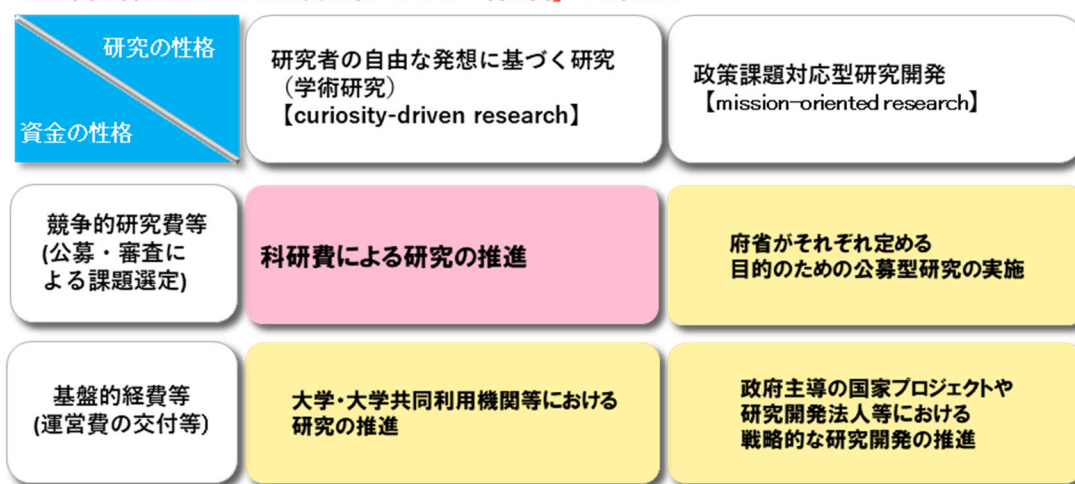 研究の性格
資金の性格
研究者の自由な発想に基づく研究
（学術研究）
【curiosity-driven research】
政策課題対応型研究開発
【mission-oriented research】
競争的研究費等
(公募・審査に
よる課題選定)
科研費による研究の推進
府省がそれぞれ定める
目的のための公募型研究の実施
基盤的経費等
(運営費の交付等)
大学・大学共同利用機関等における
研究の推進
政府主導の国家プロジェクトや
研究開発法人等における
戦略的な研究開発の推進